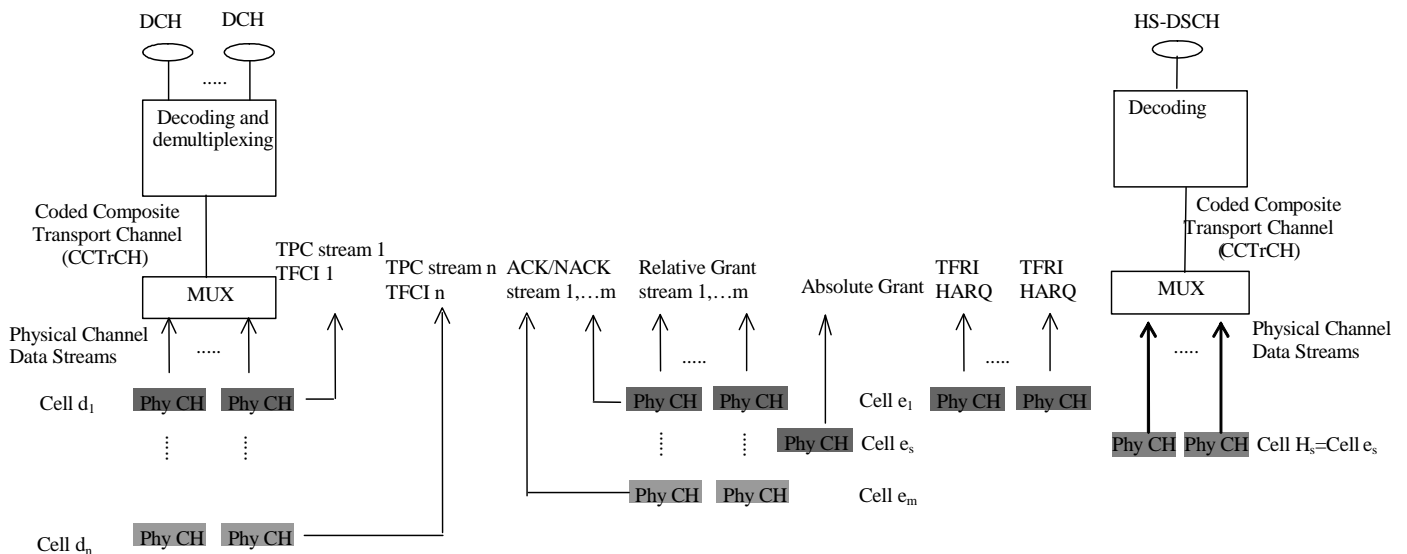 DCH
DCH
HS-DSCH
.....
Decoding and
demultiplexing
Decoding
Coded Composite
Transport Channel
(CCTrCH)
Coded Composite
Transport Channel
(CCTrCH)
TPC stream 1
TFCI 1
TPC stream n
TFCI n
ACK/NACK
stream 1,…m
Relative Grant
stream 1,…m
Absolute Grant
TFRI
HARQ
TFRI
HARQ
MUX
MUX
Physical Channel
Data Streams
.....
.....
.....
.....
Physical Channel
Data Streams
Cell d1
Phy CH
Phy CH
Phy CH
Phy CH
Cell e1
Phy CH
Phy CH
.....
.....
.....
.....
Phy CH
Cell es
Phy CH
Phy CH
Cell Hs=Cell es
Phy CH
Phy CH
Cell em
Cell dn
Phy CH
Phy CH